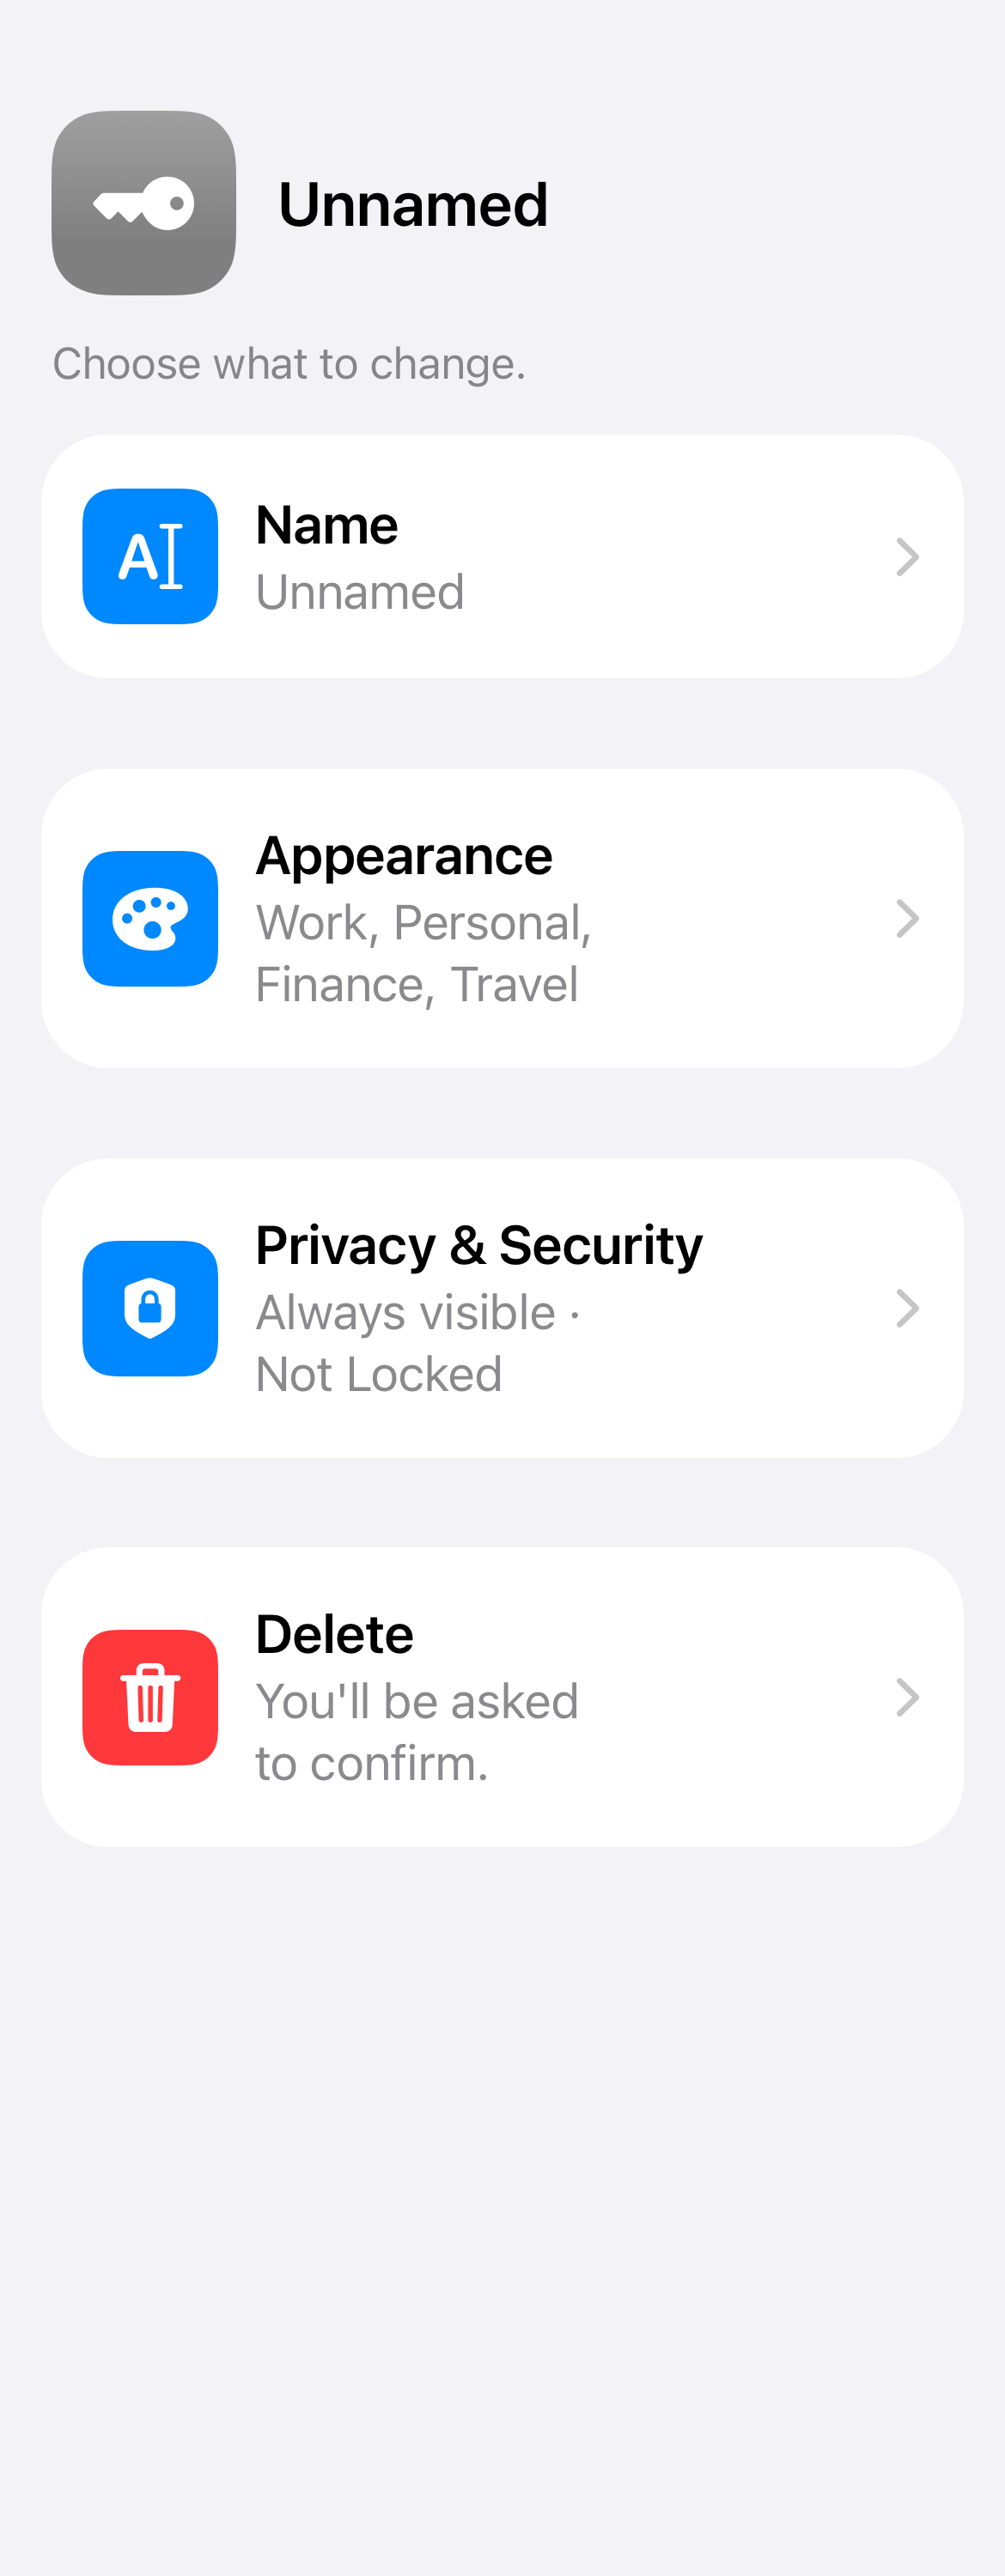 Unnamed
Choose what to change.
Name
Unnamed
Appearance
Work, Personal,
Finance, Travel
Privacy & Security
Always visible ·
Not Locked
Delete
You'll be asked
to confirm.